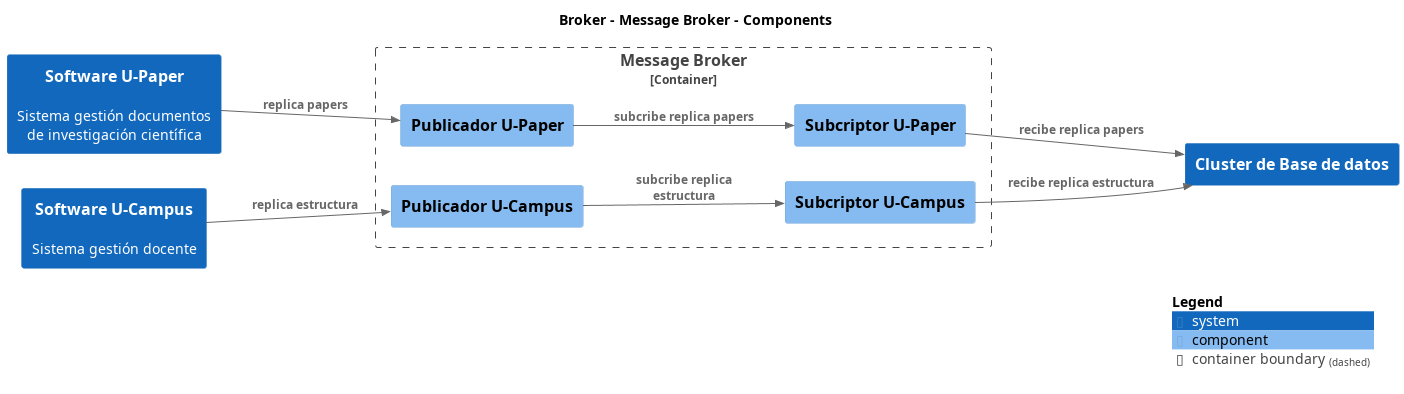 Broker - Message Broker - Components
Message Broker
[Container]
Software U-Paper
Sistema gestión documentos
de investigación científica
replica papers
Publicador U-Paper
subcribe replica papers
Subcriptor U-Paper
recibe replica papers
Cluster de Base de datos
Software U-Campus
Sistema gestión docente
replica estructura
Publicador U-Campus
subcribe replica
estructura
Subcriptor U-Campus
recibe replica estructura
Legend
system
component
container boundary (dashed)